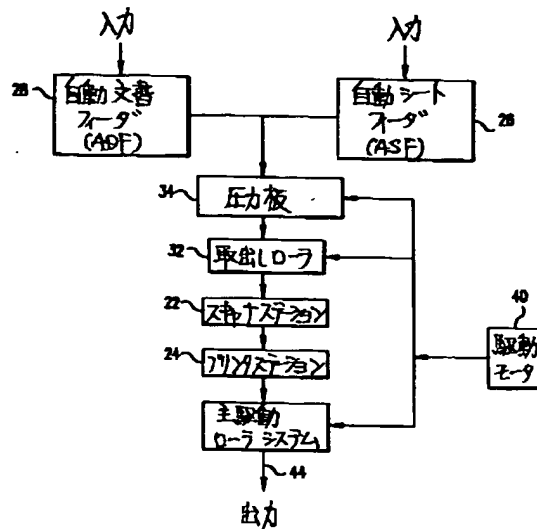 入力
入力
28
自動文書
フィーダ
(ADF)
自動シート
フィーダ
(ASF)
26
34
圧力板
32
取出しローラ
22
スキャナステーション
24
プリンタステーション
40
駆動
モータ
主駆動
ローラシステム
44
出力